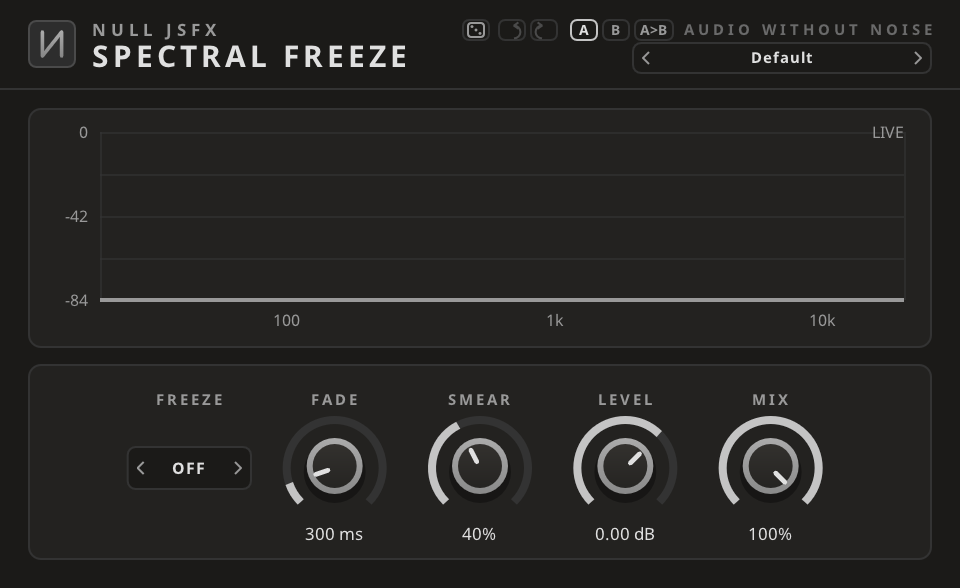 NULL JSFX
SPECTRAL FREEZE
A B A>B AUDIO WITHOUT NOISE
Default
0
LIVE
-42
-84
100 1k 10k
FREEZE FADE SMEAR LEVEL MIX
OFF
300 ms 40% 0.00 dB 100%